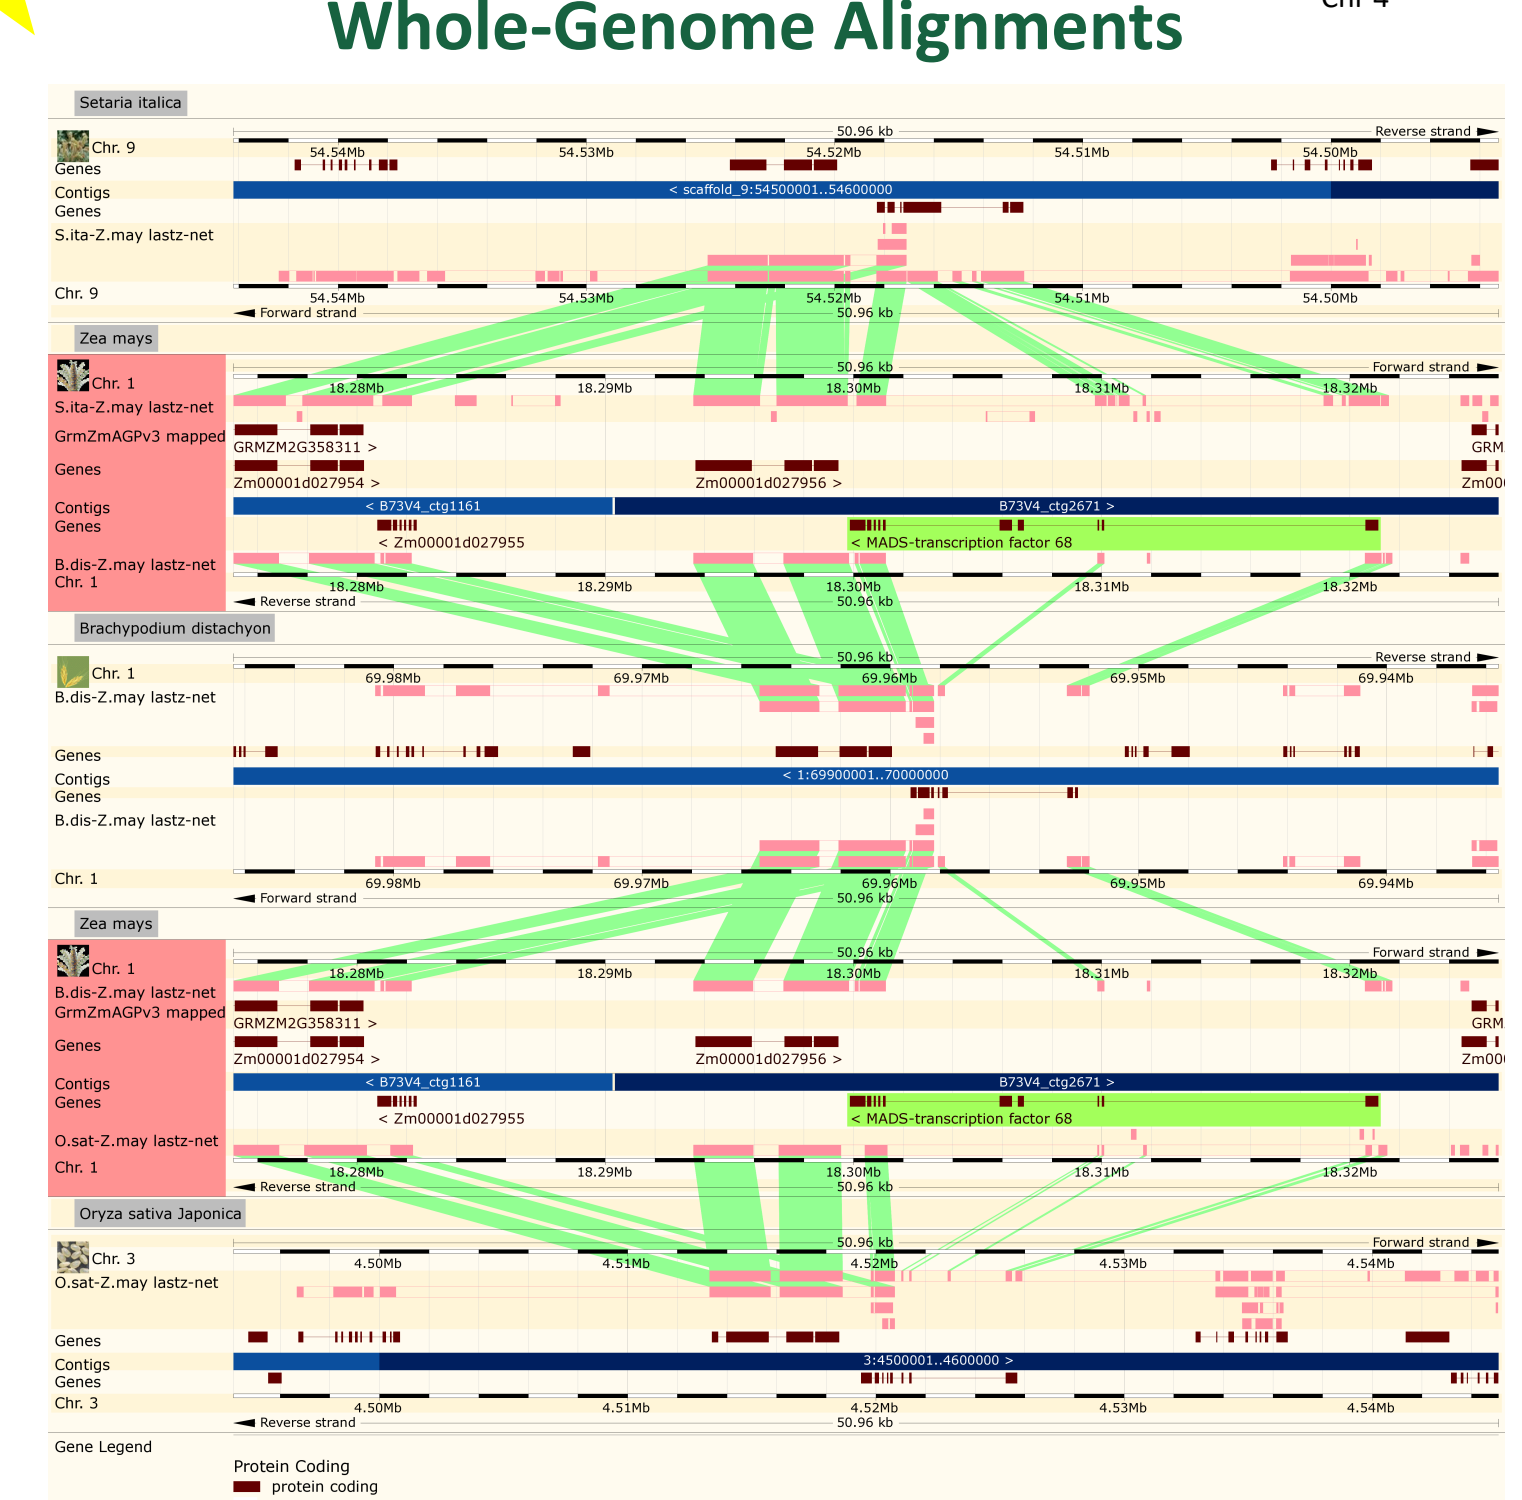 Chr 4
Whole-Genome Alignments
Setaria italica
50.96 kb Reverse strand
Chr. 9
54.54Mb 54.53Mb 54.52Mb 54.51Mb 54.50Mb
Genes
Contigs < scaffold_9:54500001..54600000
Genes
S.ita-Z.may lastz-net
Chr. 9
54.54Mb 54.53Mb 54.52Mb 54.51Mb 54.50Mb
Forward strand 50.96 kb
Zea mays
50.96 kb Forward strand
Chr. 1
18.28Mb 18.29Mb 18.30Mb 18.31Mb 18.32Mb
S.ita-Z.may lastz-net
GrmZmAGPv3 mapped
GRMZM2G358311 > GRM
Genes
Zm00001d027954 > Zm00001d027956 > Zm00
Contigs < B73V4_ctg1161 B73V4_ctg2671 >
Genes
< Zm00001d027955 < MADS-transcription factor 68
B.dis-Z.may lastz-net
Chr. 1
18.28Mb 18.29Mb 18.30Mb 18.31Mb 18.32Mb
Reverse strand 50.96 kb
Brachypodium distachyon
50.96 kb Reverse strand
Chr. 1
69.98Mb 69.97Mb 69.96Mb 69.95Mb 69.94Mb
B.dis-Z.may lastz-net
Genes
Contigs < 1:69900001..70000000
Genes
B.dis-Z.may lastz-net
Chr. 1
69.98Mb 69.97Mb 69.96Mb 69.95Mb 69.94Mb
Forward strand 50.96 kb
Zea mays
50.96 kb Forward strand
Chr. 1
18.28Mb 18.29Mb 18.30Mb 18.31Mb 18.32Mb
B.dis-Z.may lastz-net
GrmZmAGPv3 mapped
GRMZM2G358311 > GRM
Genes
Zm00001d027954 > Zm00001d027956 > Zm00
Contigs < B73V4_ctg1161 B73V4_ctg2671 >
Genes
< Zm00001d027955 < MADS-transcription factor 68
O.sat-Z.may lastz-net
Chr. 1
18.28Mb 18.29Mb 18.30Mb 18.31Mb 18.32Mb
Reverse strand 50.96 kb
Oryza sativa Japonica
50.96 kb Forward strand
Chr. 3
4.50Mb 4.51Mb 4.52Mb 4.53Mb 4.54Mb
O.sat-Z.may lastz-net
Genes
Contigs 3:4500001..4600000 >
Genes
Chr. 3
4.50Mb 4.51Mb 4.52Mb 4.53Mb 4.54Mb
Reverse strand 50.96 kb
Gene Legend
Protein Coding
protein coding